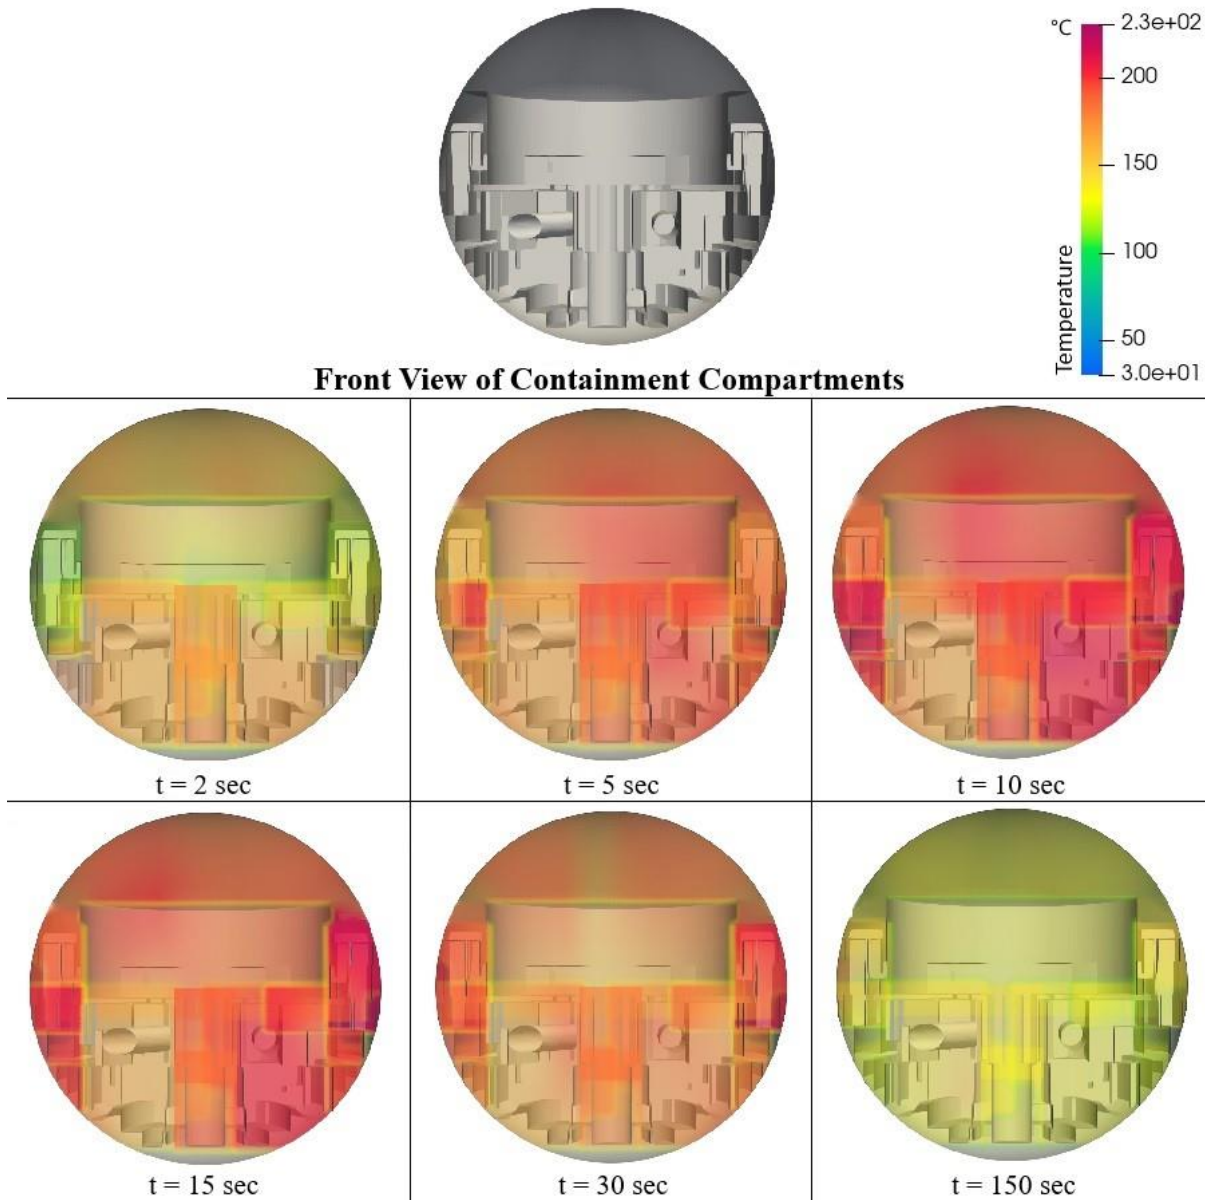 °C
2.3e+02
200
150
100
50
3.0e+01
Temperature
Front View of Containment Compartments
t = 2 sec
t = 5 sec
t = 10 sec
t = 15 sec
t = 30 sec
t = 150 sec